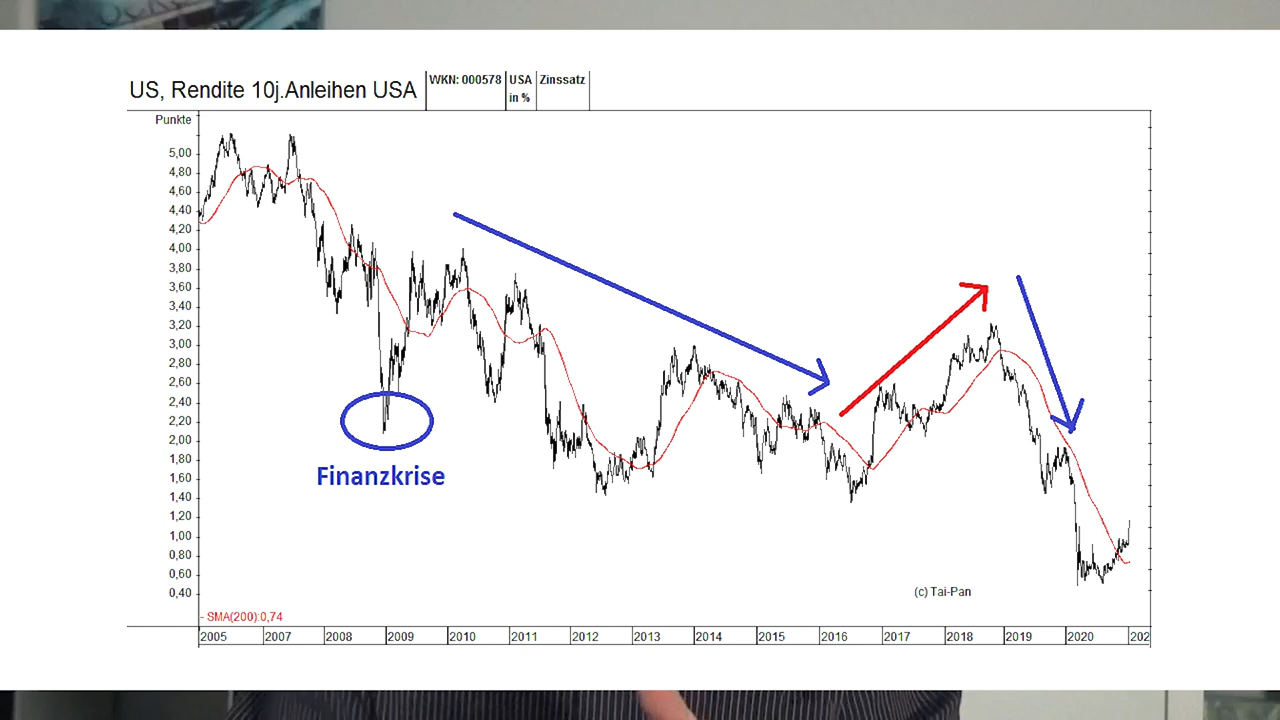 US, Rendite 10j.Anleihen USA
WKN: 000578
USA
in %
Zinssatz
Punkte
5,00
4,80
4,60
4,40
4,20
4,00
3,80
3,60
3,40
3,20
3,00
2,80
2,60
2,40
2,20
2,00
1,80
1,60
1,40
1,20
1,00
0,80
0,60
0,40
Finanzkrise
(c) Tai-Pan
- SMA(200):0,74
2005 2007 2008 2009 2010 2011 2012 2013 2014 2015 2016 2017 2018 2019 2020 202